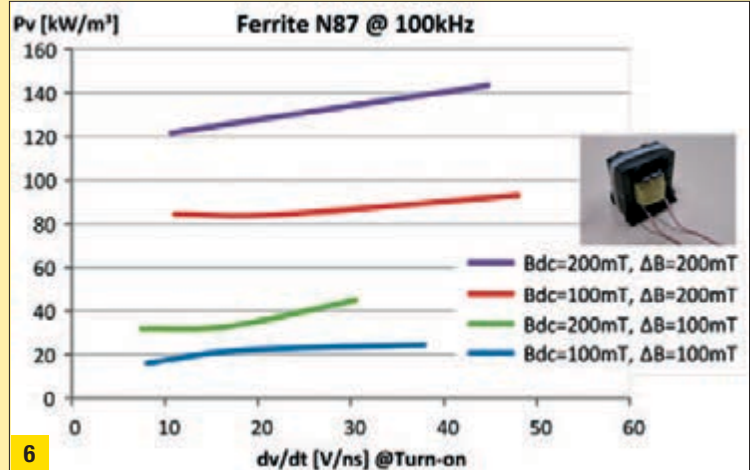 Pv [kW/m³]
Ferrite N87 @ 100kHz
160
140
120
100
80
60
40
20
0
Bdc=200mT, ΔB=200mT
Bdc=100mT, ΔB=200mT
Bdc=200mT, ΔB=100mT
Bdc=100mT, ΔB=100mT
0 10 20 30 40 50 60
dv/dt [V/ns] @Turn-on
6